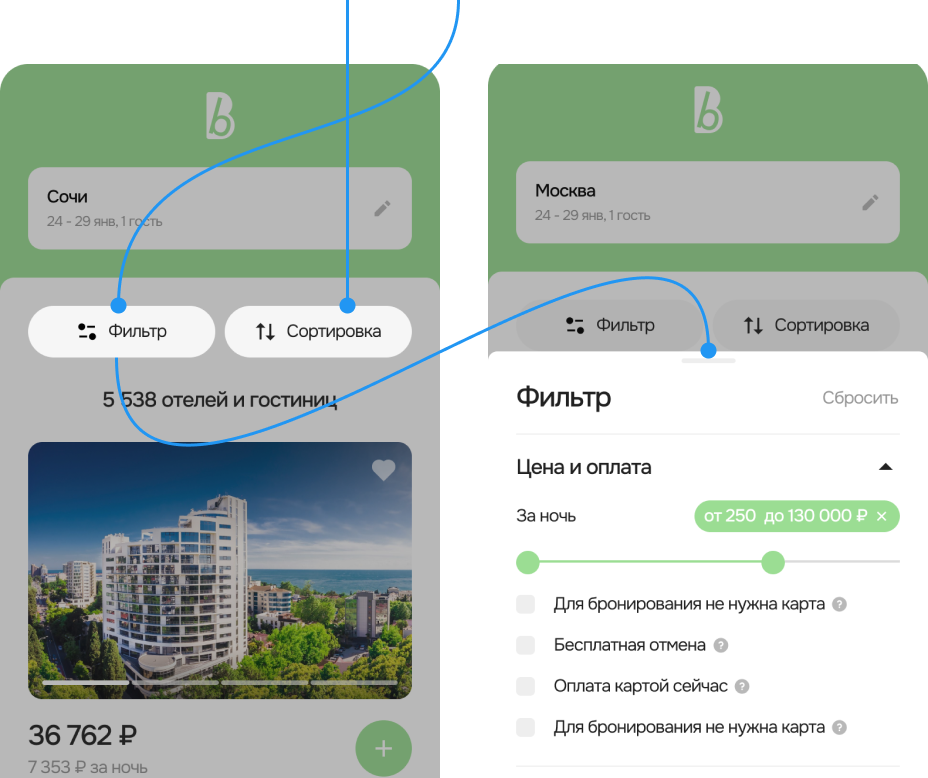 b
Сочи
24 - 29 янв, 1 гость
Фильтр
Сортировка
5 538 отелей и гостиниц
36 762 ₽
7 353 ₽ за ночь
b
Москва
24 - 29 янв, 1 гость
Фильтр
Сортировка
Фильтр
Сбросить
Цена и оплата
За ночь
от 250 до 130 000 ₽ ×
Для бронирования не нужна карта ?
Бесплатная отмена ?
Оплата картой сейчас ?
Для бронирования не нужна карта ?